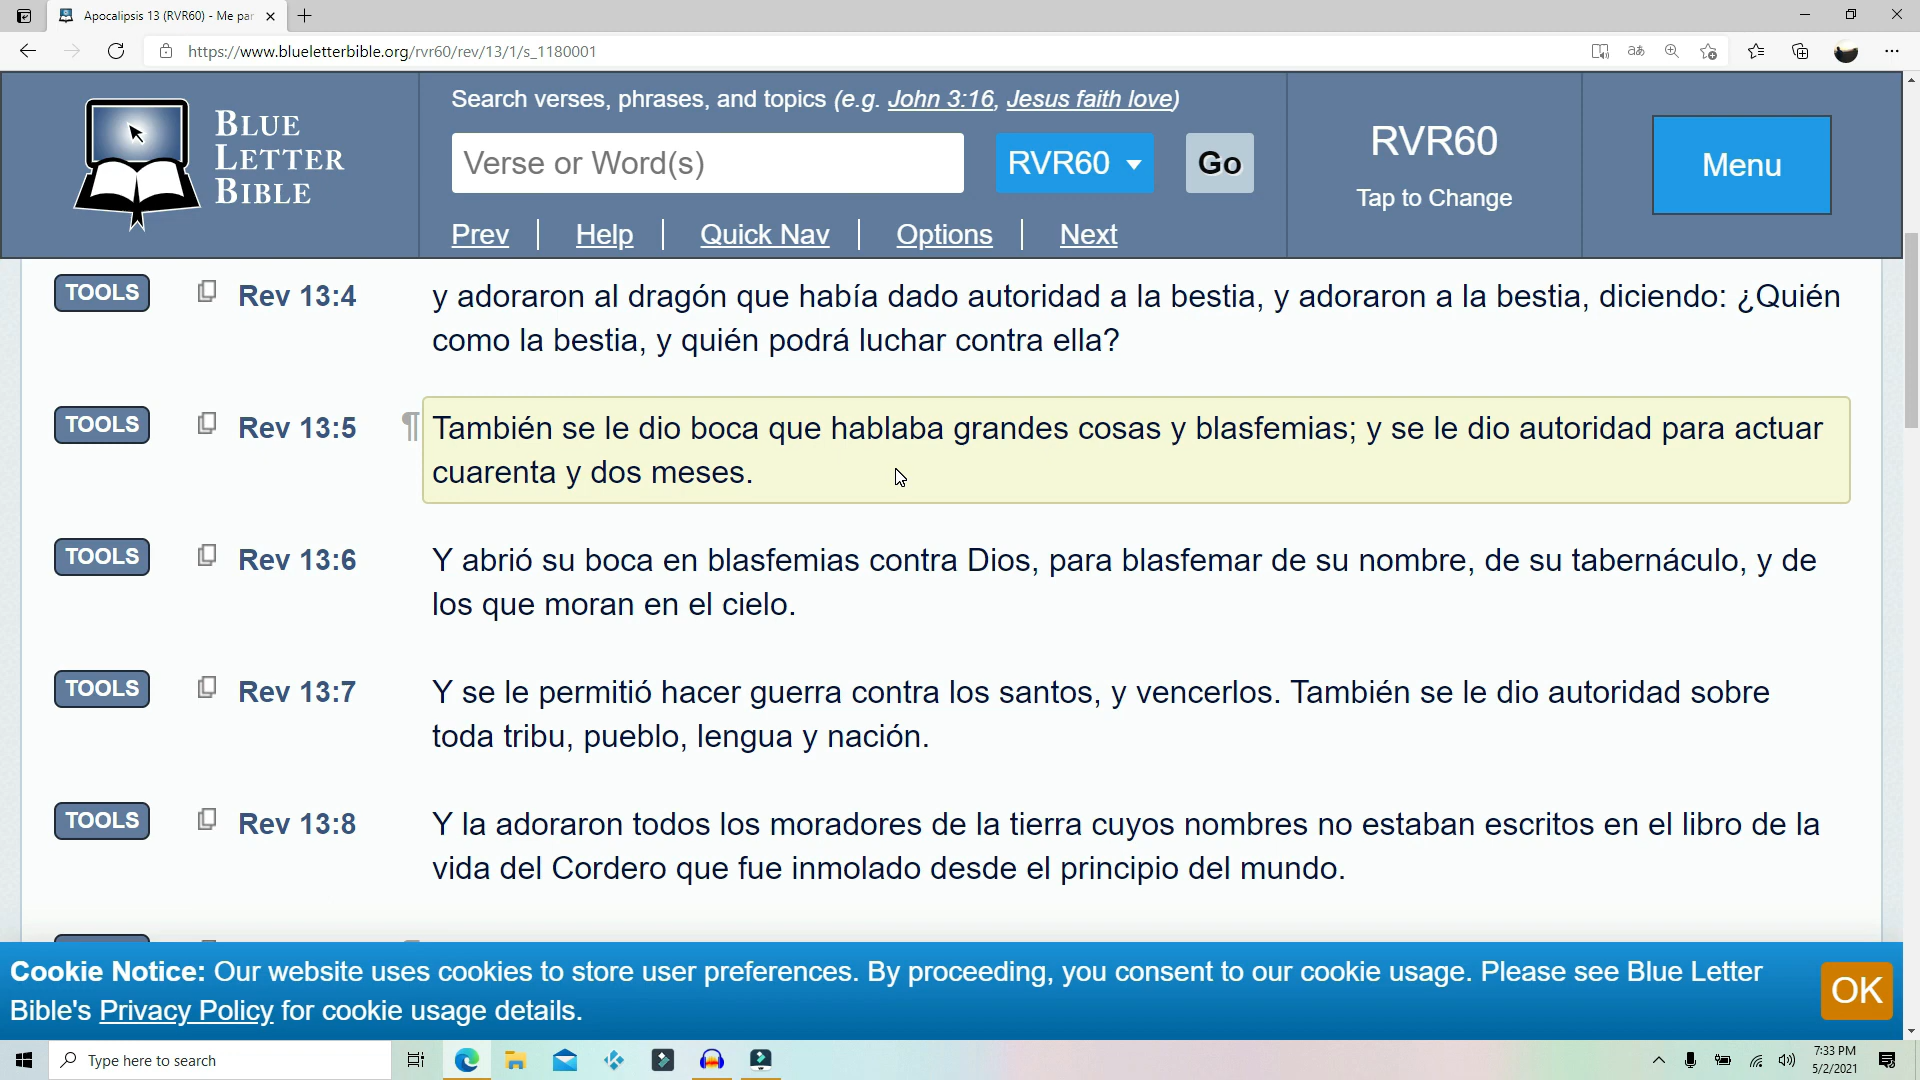 Apocalipsis 13 (RVR60) - Me par
https://www.blueletterbible.org/rvr60/rev/13/1/s_1180001
BLUE
LETTER
BIBLE
Search verses, phrases, and topics (e.g. John 3:16, Jesus faith love)
Verse or Word(s)
RVR60
Go
Prev
Help
Quick Nav
Options
Next
RVR60
Tap to Change
Menu
TOOLS Rev 13:4 y adoraron al dragón que había dado autoridad a la bestia, y adoraron a la bestia, diciendo: ¿Quién
como la bestia, y quién podrá luchar contra ella?
TOOLS Rev 13:5 ¶ También se le dio boca que hablaba grandes cosas y blasfemias; y se le dio autoridad para actuar
cuarenta y dos meses.
TOOLS Rev 13:6 Y abrió su boca en blasfemias contra Dios, para blasfemar de su nombre, de su tabernáculo, y de
los que moran en el cielo.
TOOLS Rev 13:7 Y se le permitió hacer guerra contra los santos, y vencerlos. También se le dio autoridad sobre
toda tribu, pueblo, lengua y nación.
TOOLS Rev 13:8 Y la adoraron todos los moradores de la tierra cuyos nombres no estaban escritos en el libro de la
vida del Cordero que fue inmolado desde el principio del mundo.
Cookie Notice: Our website uses cookies to store user preferences. By proceeding, you consent to our cookie usage. Please see Blue Letter
Bible's Privacy Policy for cookie usage details.
OK
Type here to search
7:33 PM
5/2/2021